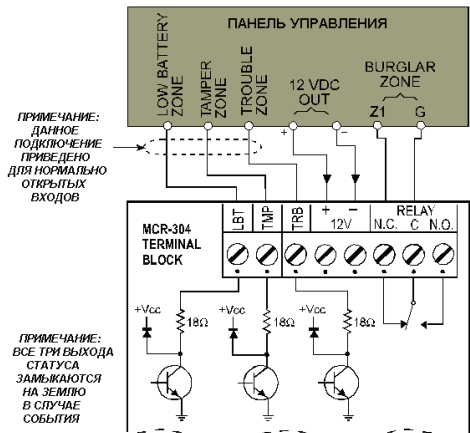 ПАНЕЛЬ УПРАВЛЕНИЯ
LOW BATTERY
ZONE
TAMPER
ZONE
TROUBLE
ZONE
12 VDC
OUT
+
−
BURGLAR
ZONE
Z1
G
ПРИМЕЧАНИЕ:
ДАННОЕ
ПОДКЛЮЧЕНИЕ
ПРИВЕДЕНО
ДЛЯ НОРМАЛЬНО
ОТКРЫТЫХ
ВХОДОВ
MCR-304
TERMINAL
BLOCK
LBT
TMP
TRB
+ −
12V
RELAY
N.C. C N.O.
+Vcc
18Ω
+Vcc
18Ω
+Vcc
18Ω
ПРИМЕЧАНИЕ:
ВСЕ ТРИ ВЫХОДА
СТАТУСА
ЗАМЫКАЮТСЯ
НА ЗЕМЛЮ
В СЛУЧАЕ
СОБЫТИЯ